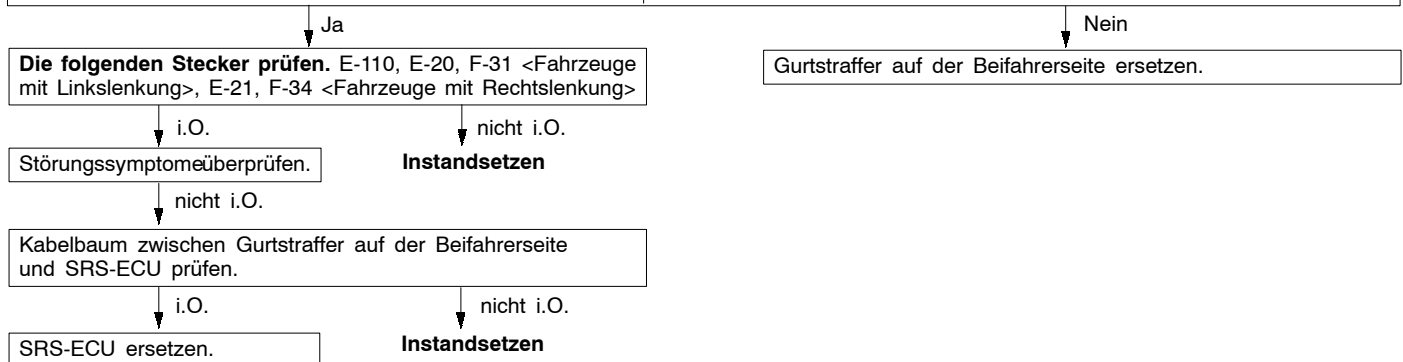 Ja
Nein
Die folgenden Stecker prüfen. E-110, E-20, F-31 <Fahrzeuge
mit Linkslenkung>, E-21, F-34 <Fahrzeuge mit Rechtslenkung>
Gurtstraffer auf der Beifahrerseite ersetzen.
i.O.
nicht i.O.
Störungssymptomeüberprüfen.
Instandsetzen
nicht i.O.
Kabelbaum zwischen Gurtstraffer auf der Beifahrerseite
und SRS-ECU prüfen.
i.O.
nicht i.O.
SRS-ECU ersetzen.
Instandsetzen